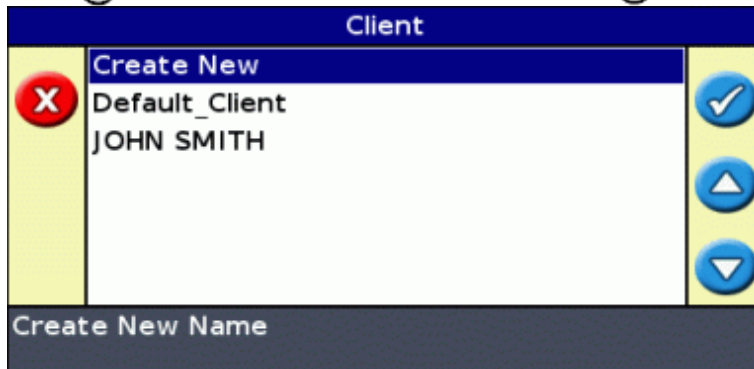 Client
Create New
Default_Client
JOHN SMITH
Create New Name